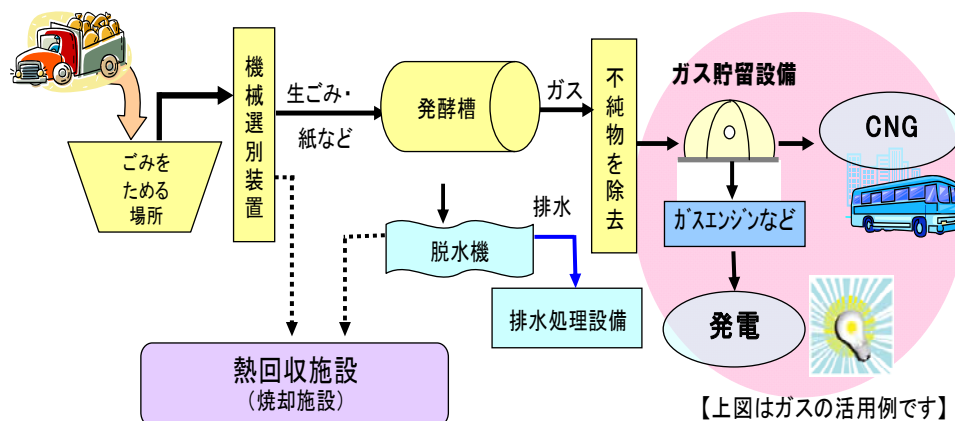 ごみを
ためる
場所
機械選別装置
生ごみ・
紙など
発酵槽
ガス
不純物を除去
ガス貯留設備
CNG
ガスエンジンなど
発電
脱水機
排水
排水処理設備
熱回収施設
（焼却施設）
【上図はガスの活用例です】